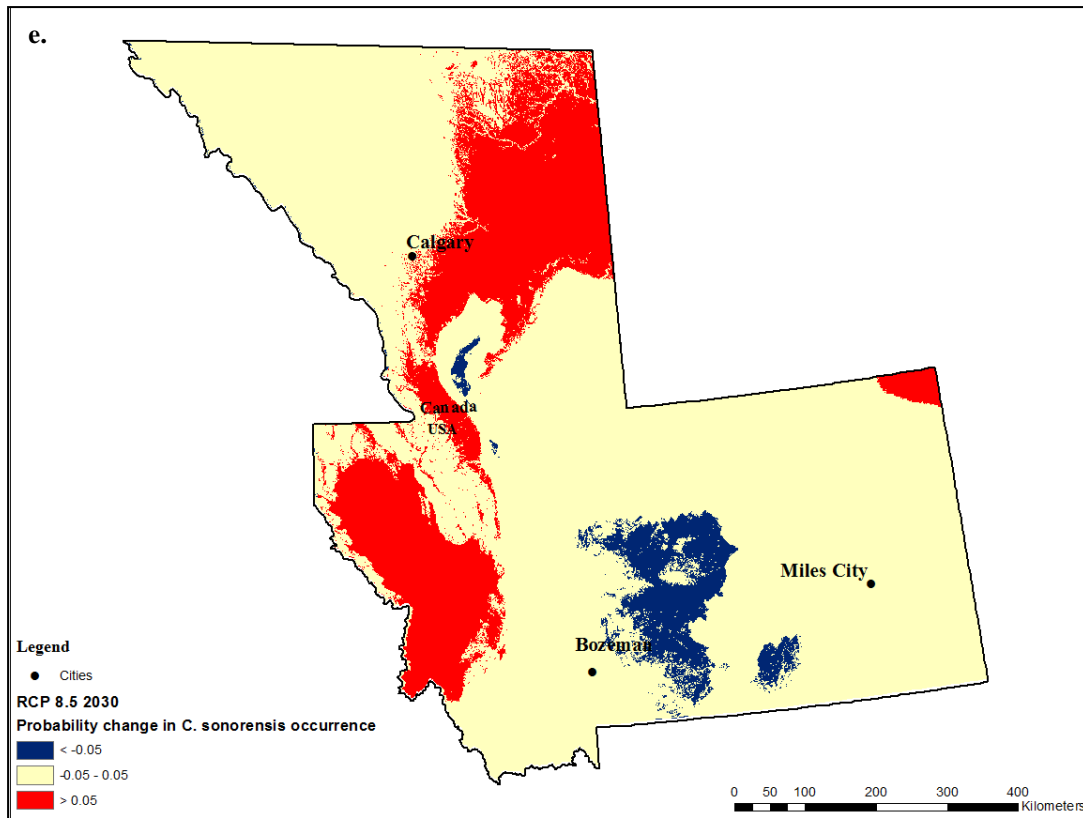 e.
Calgary
Canada
USA
Miles City
Bozeman
Legend
Cities
RCP 8.5 2030
Probability change in C. sonorensis occurrence
< -0.05
-0.05 - 0.05
> 0.05
0 50 100 200 300 400
Kilometers